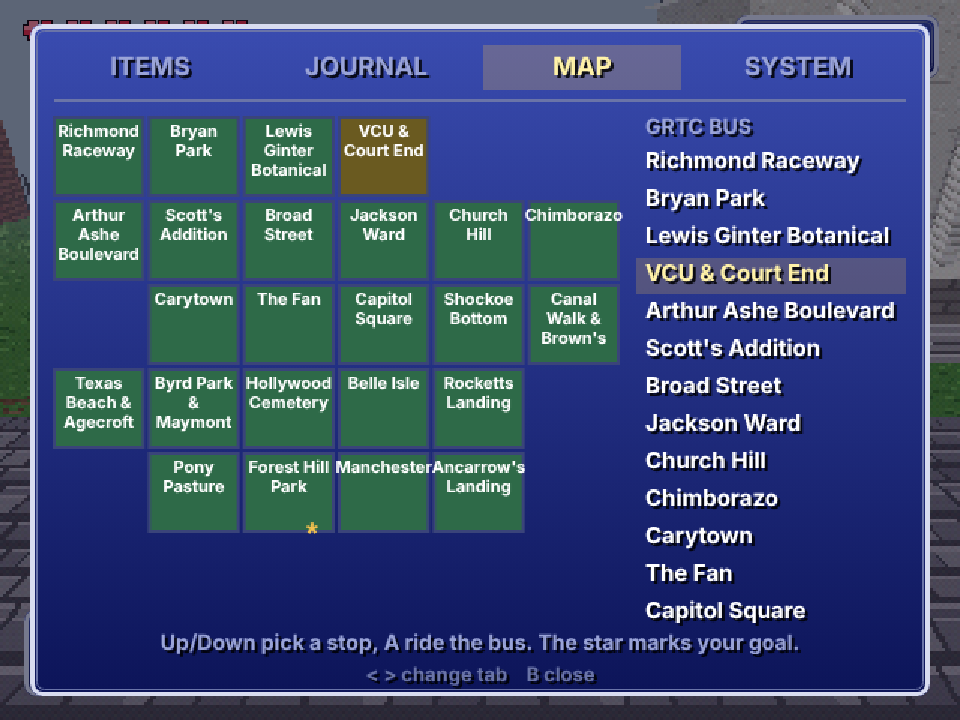 ITEMS JOURNAL MAP SYSTEM
Richmond Raceway
Bryan Park
Lewis Ginter Botanical
VCU & Court End
Arthur Ashe Boulevard
Scott's Addition
Broad Street
Jackson Ward
Church Hill
Chimborazo
Carytown
The Fan
Capitol Square
Shockoe Bottom
Canal Walk & Brown's
Texas Beach & Agecroft
Byrd Park & Maymont
Hollywood Cemetery
Belle Isle
Rocketts Landing
Pony Pasture
Forest Hill Park
*
Manchester
Ancarrow's Landing
GRTC BUS
Richmond Raceway
Bryan Park
Lewis Ginter Botanical
VCU & Court End
Arthur Ashe Boulevard
Scott's Addition
Broad Street
Jackson Ward
Church Hill
Chimborazo
Carytown
The Fan
Capitol Square
Up/Down pick a stop, A ride the bus. The star marks your goal.
< > change tab B close